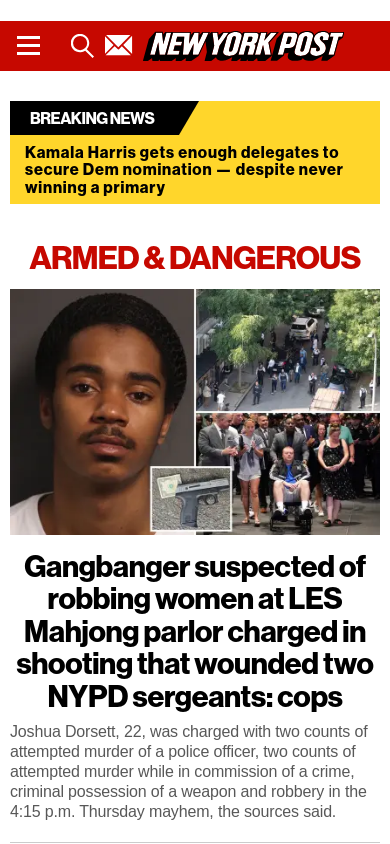 NEW YORK POST
BREAKING NEWS
Kamala Harris gets enough delegates to
secure Dem nomination — despite never
winning a primary
ARMED & DANGEROUS
Gangbanger suspected of
robbing women at LES
Mahjong parlor charged in
shooting that wounded two
NYPD sergeants: cops
Joshua Dorsett, 22, was charged with two counts of
attempted murder of a police officer, two counts of
attempted murder while in commission of a crime,
criminal possession of a weapon and robbery in the
4:15 p.m. Thursday mayhem, the sources said.